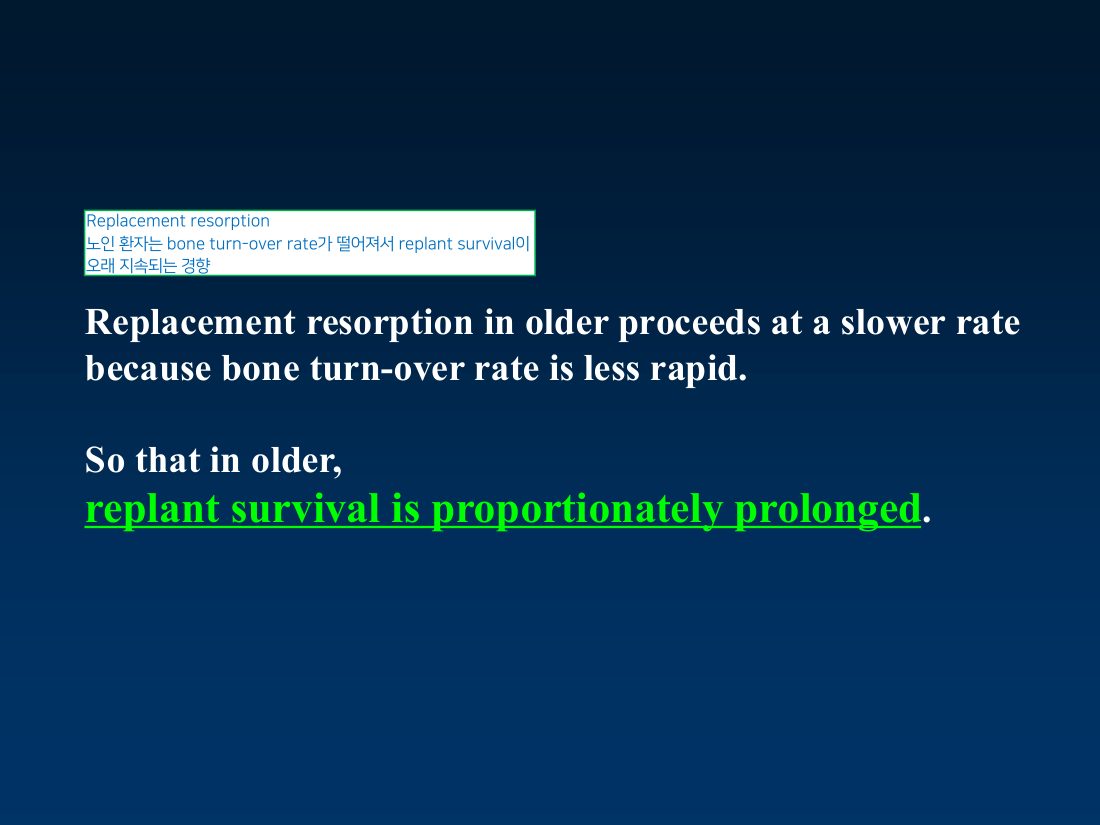 Replacement resorption
노인 환자는 bone turn-over rate가 떨어져서 replant survival이
오래 지속되는 경향
Replacement resorption in older proceeds at a slower rate
because bone turn-over rate is less rapid.
So that in older,
replant survival is proportionately prolonged.